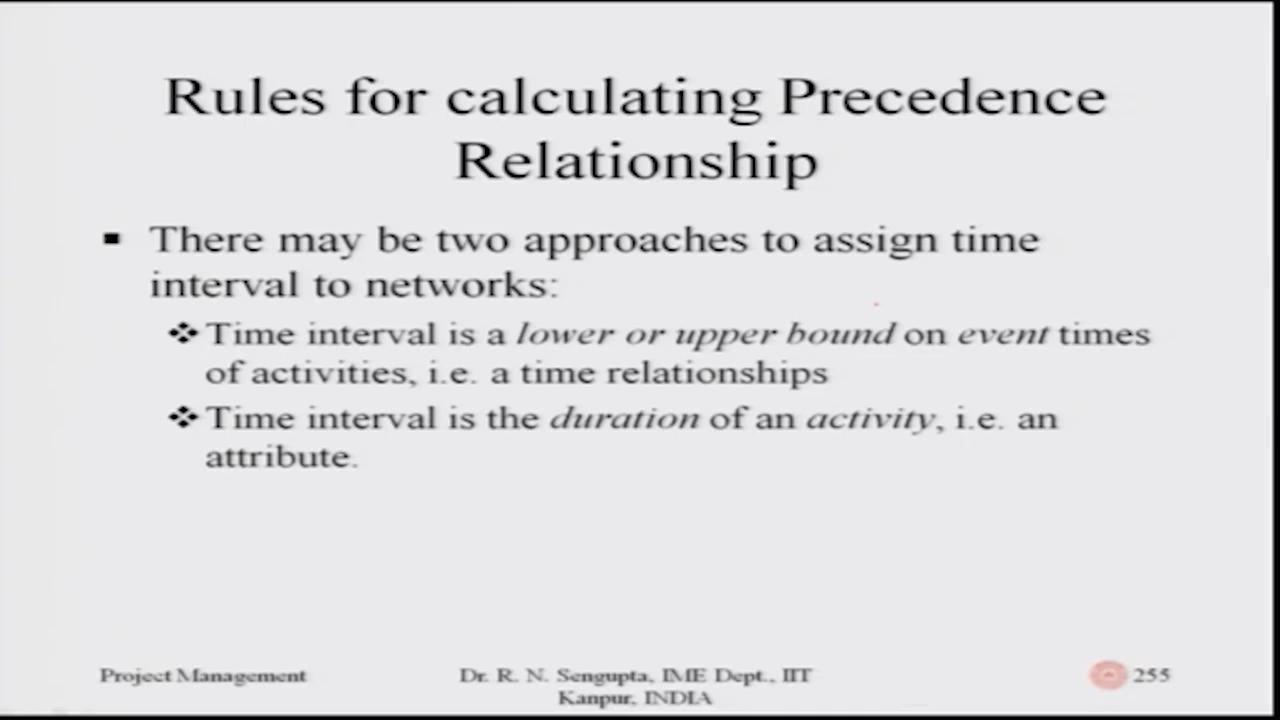 Rules for calculating Precedence
Relationship
▪ There may be two approaches to assign time
interval to networks:
❖ Time interval is a lower or upper bound on event times
of activities, i.e. a time relationships
❖ Time interval is the duration of an activity, i.e. an
attribute.
Project Management
Dr. R. N. Sengupta, IME Dept., IIT
Kanpur, INDIA
255